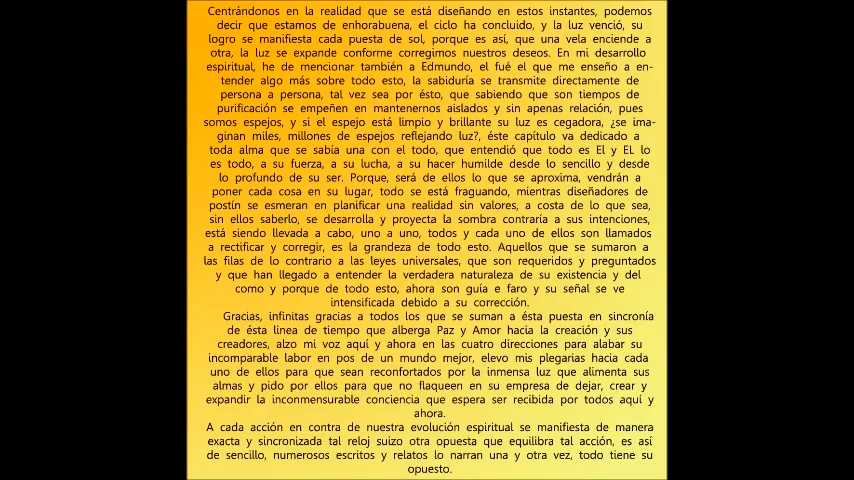 Centrándonos en la realidad que se está diseñando en estos instantes, podemos
decir que estamos de enhorabuena, el ciclo ha concluido, y la luz venció, su
logro se manifiesta cada puesta de sol, porque es así, que una vela enciende a
otra, la luz se expande conforme corregimos nuestros deseos. En mi desarrollo
espiritual, he de mencionar también a Edmundo, el fué el que me enseño a en-
tender algo más sobre todo esto, la sabiduría se transmite directamente de
persona a persona, tal vez sea por ésto, que sabiendo que son tiempos de
purificación se empeñen en mantenernos aislados y sin apenas relación, pues
somos espejos, y si el espejo está limpio y brillante su luz es cegadora, ¿se ima-
ginan miles, millones de espejos reflejando luz?, éste capítulo va dedicado a
toda alma que se sabía una con el todo, que entendió que todo es El y EL lo
es todo, a su fuerza, a su lucha, a su hacer humilde desde lo sencillo y desde
lo profundo de su ser. Porque, será de ellos lo que se aproxima, vendrán a
poner cada cosa en su lugar, todo se está fraguando, mientras diseñadores de
postín se esmeran en planificar una realidad sin valores, a costa de lo que sea,
sin ellos saberlo, se desarrolla y proyecta la sombra contraría a sus intenciones,
está siendo llevada a cabo, uno a uno, todos y cada uno de ellos son llamados
a rectificar y corregir, es la grandeza de todo esto. Aquellos que se sumaron a
las filas de lo contrario a las leyes universales, que son requeridos y preguntados
y que han llegado a entender la verdadera naturaleza de su existencia y del
como y porque de todo esto, ahora son guía e faro y su señal se ve
intensificada debido a su corrección.
Gracias, infinitas gracias a todos los que se suman a ésta puesta en sincronía
de ésta linea de tiempo que alberga Paz y Amor hacia la creación y sus
creadores, alzo mi voz aquí y ahora en las cuatro direcciones para alabar su
incomparable labor en pos de un mundo mejor, elevo mis plegarias hacia cada
uno de ellos para que sean reconfortados por la inmensa luz que alimenta sus
almas y pido por ellos para que no flaqueen en su empresa de dejar, crear y
expandir la inconmensurable conciencia que espera ser recibida por todos aquí y
ahora.
A cada acción en contra de nuestra evolución espiritual se manifiesta de manera
exacta y sincronizada tal reloj suizo otra opuesta que equilibra tal acción, es así
de sencillo, numerosos escritos y relatos lo narran una y otra vez, todo tiene su
opuesto.